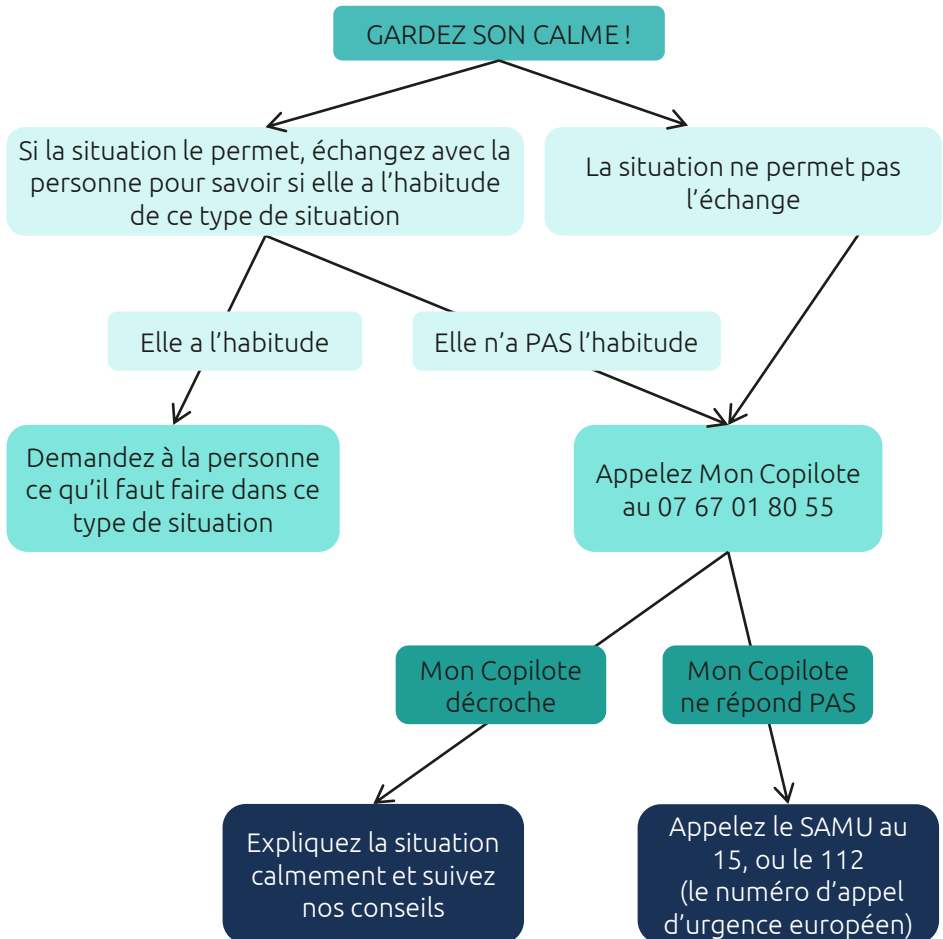 GARDEZ SON CALME !
Si la situation le permet, échangez avec la
personne pour savoir si elle a l’habitude
de ce type de situation
La situation ne permet pas
l’échange
Elle a l’habitude
Elle n’a PAS l’habitude
Demandez à la personne
ce qu’il faut faire dans ce
type de situation
Appelez Mon Copilote
au 07 67 01 80 55
Mon Copilote
décroche
Mon Copilote
ne répond PAS
Expliquez la situation
calmement et suivez
nos conseils
Appelez le SAMU au
15, ou le 112
(le numéro d’appel
d’urgence européen)